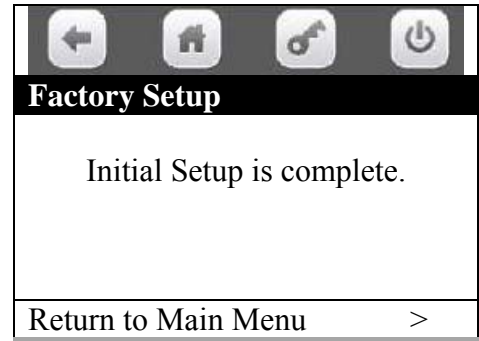 Factory Setup
Initial Setup is complete.
Return to Main Menu >